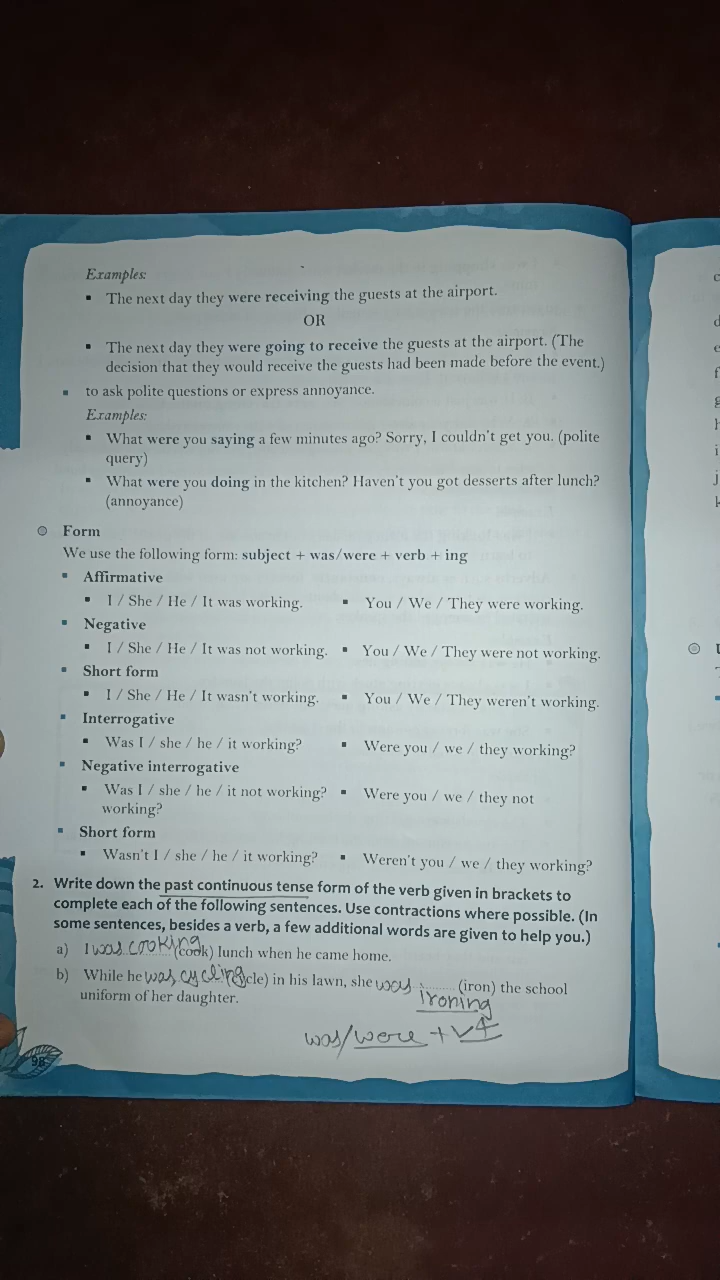 Examples:
▪ The next day they were receiving the guests at the airport.
OR
▪ The next day they were going to receive the guests at the airport. (The
decision that they would receive the guests had been made before the event.)
▪ to ask polite questions or express annoyance.
Examples:
▪ What were you saying a few minutes ago? Sorry, I couldn't get you. (polite
query)
▪ What were you doing in the kitchen? Haven't you got desserts after lunch?
(annoyance)
Form
We use the following form: subject + was/were + verb + ing
▪ Affirmative
▪ I / She / He / It was working. ▪ You / We / They were working.
▪ Negative
▪ I / She / He / It was not working. ▪ You / We / They were not working.
▪ Short form
▪ I / She / He / It wasn't working. ▪ You / We / They weren't working.
▪ Interrogative
▪ Was I / she / he / it working? ▪ Were you / we / they working?
▪ Negative interrogative
▪ Was I / she / he / it not working? ▪ Were you / we / they not
working?
▪ Short form
▪ Wasn't I / she / he / it working? ▪ Weren't you / we / they working?
2. Write down the past continuous tense form of the verb given in brackets to
complete each of the following sentences. Use contractions where possible. (In
some sentences, besides a verb, a few additional words are given to help you.)
a) I was cooking (cook) lunch when he came home.
b) While he was cycling cle) in his lawn, she was ........ (iron) the school
uniform of her daughter. ironing
was/were + v4
98